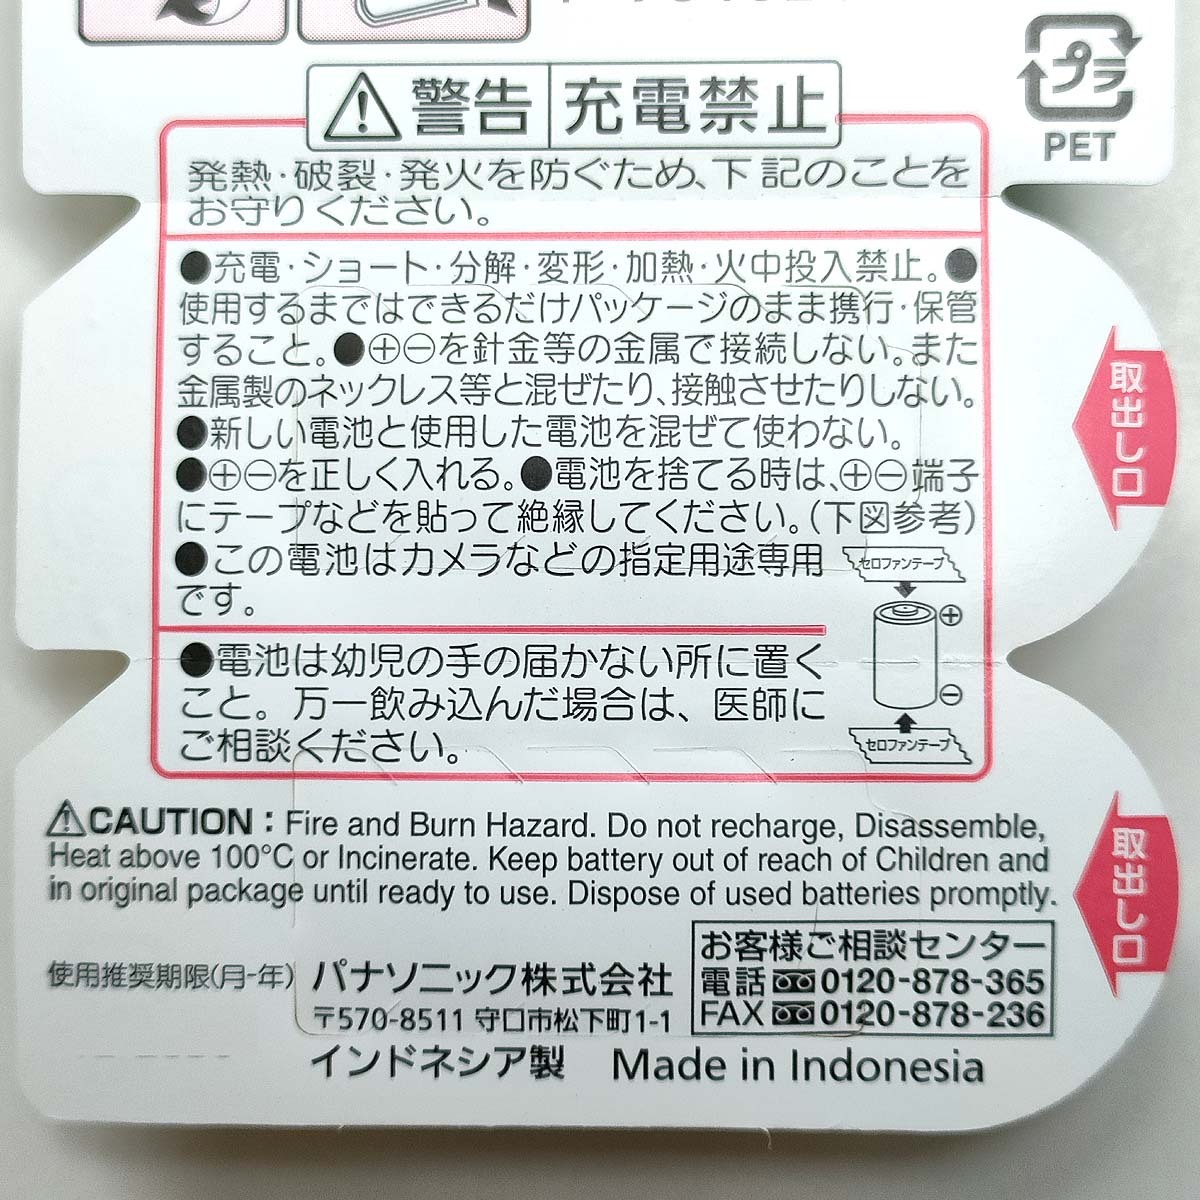 プラ
PET
警告 充電禁止
発熱・破裂・発火を防ぐため、下記のことを
お守りください。
●充電・ショート・分解・変形・加熱・火中投入禁止。●
使用するまではできるだけパッケージのまま携行・保管
すること。●⊕⊖を針金等の金属で接続しない。また
金属製のネックレス等と混ぜたり、接触させたりしない。
●新しい電池と使用した電池を混ぜて使わない。
●⊕⊖を正しく入れる。●電池を捨てる時は、⊕⊖端子
にテープなどを貼って絶縁してください。(下図参考)
●この電池はカメラなどの指定用途専用
です。
セロファンテープ
⊕
⊖
セロファンテープ
●電池は幼児の手の届かない所に置く
こと。万一飲み込んだ場合は、医師に
ご相談ください。
取出し口
⚠CAUTION : Fire and Burn Hazard. Do not recharge, Disassemble,
Heat above 100°C or Incinerate. Keep battery out of reach of Children and
in original package until ready to use. Dispose of used batteries promptly.
取出し口
使用推奨期限(月-年)
パナソニック株式会社
〒570-8511 守口市松下町1-1
お客様ご相談センター
電話 0120-878-365
FAX 0120-878-236
インドネシア製 Made in Indonesia